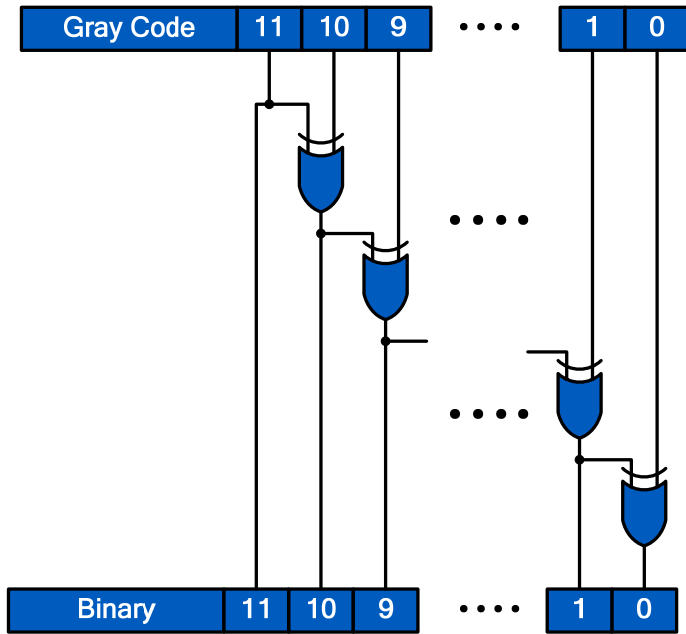 Gray Code 11 10 9 •••• 1 0
Binary 11 10 9 •••• 1 0